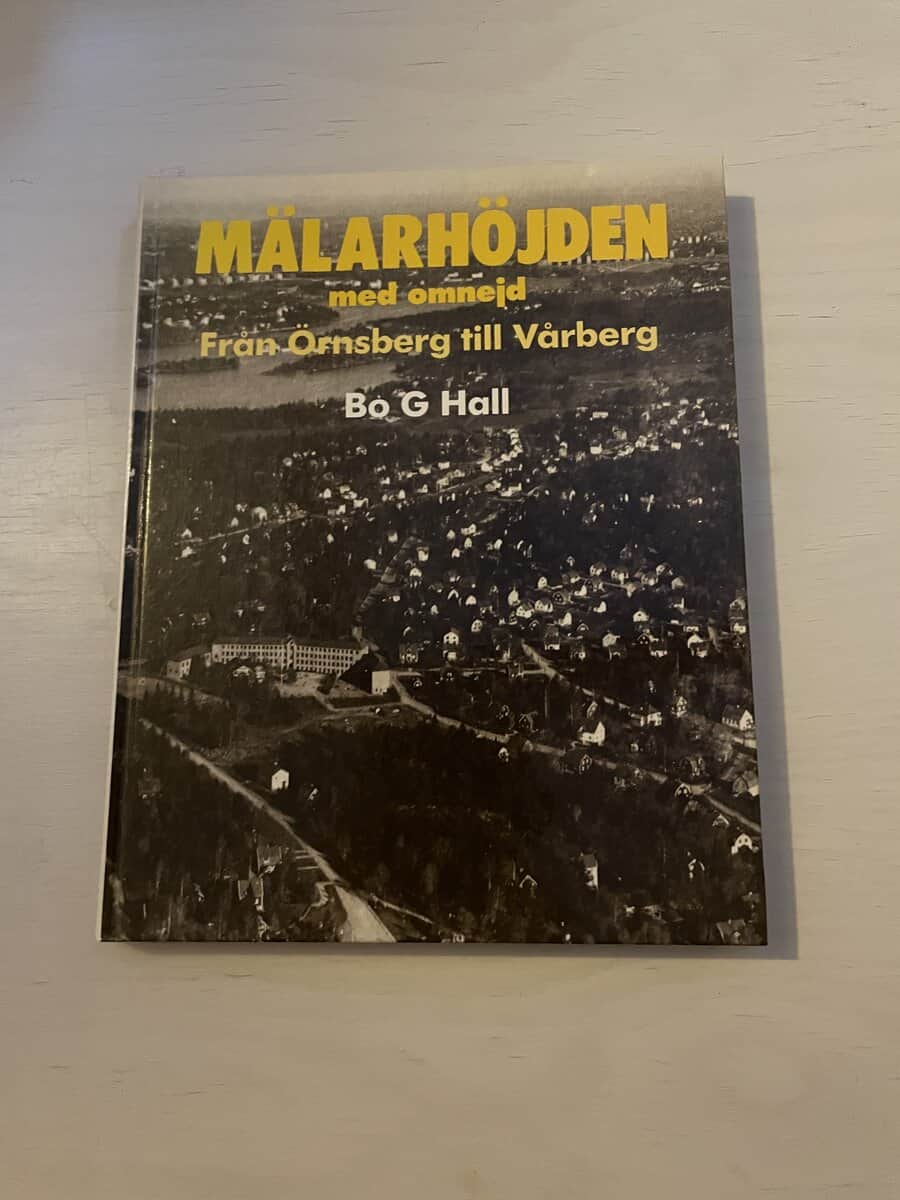 MÄLARHÖJDEN
med omnejd
Från Örnsberg till Vårberg
Bo G Hall